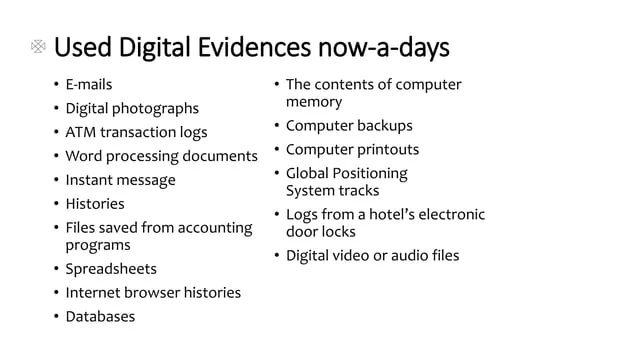 Used Digital Evidences now-a-days
• E-mails
• Digital photographs
• ATM transaction logs
• Word processing documents
• Instant message
• Histories
• Files saved from accounting
programs
• Spreadsheets
• Internet browser histories
• Databases
• The contents of computer
memory
• Computer backups
• Computer printouts
• Global Positioning
System tracks
• Logs from a hotel’s electronic
door locks
• Digital video or audio files